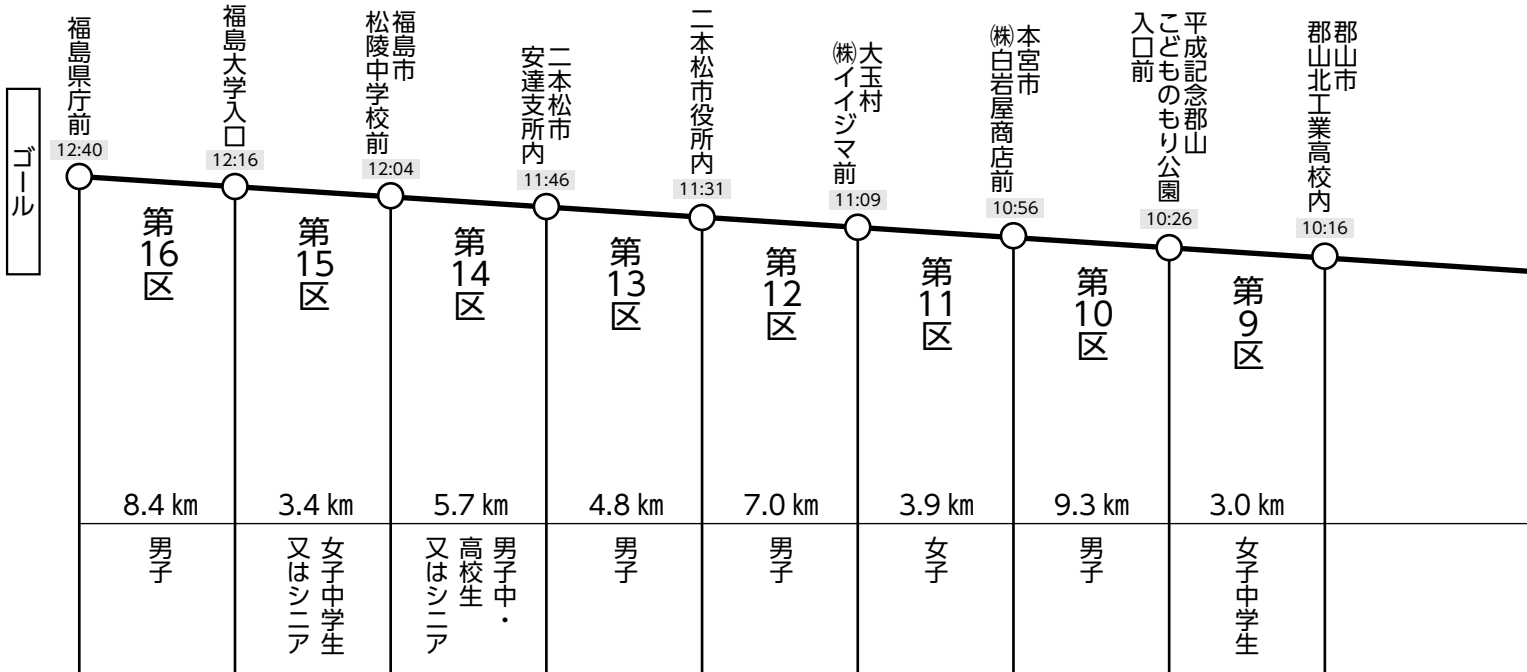 ゴール
福島県庁前
12:40
福島大学入口
12:16
福島市
松陵中学校前
12:04
二本松市
安達支所内
11:46
二本松市役所内
11:31
大玉村
㈱イイジマ前
11:09
本宮市
㈱白岩屋商店前
10:56
平成記念郡山
こどものもり公園
入口前
10:26
郡山市
郡山北工業高校内
10:16
第16区
第15区
第14区
第13区
第12区
第11区
第10区
第9区
8.4 ㎞
3.4 ㎞
5.7 ㎞
4.8 ㎞
7.0 ㎞
3.9 ㎞
9.3 ㎞
3.0 ㎞
男子
女子中学生
又はシニア
男子中・
高校生
又はシニア
男子
男子
女子
男子
女子中学生